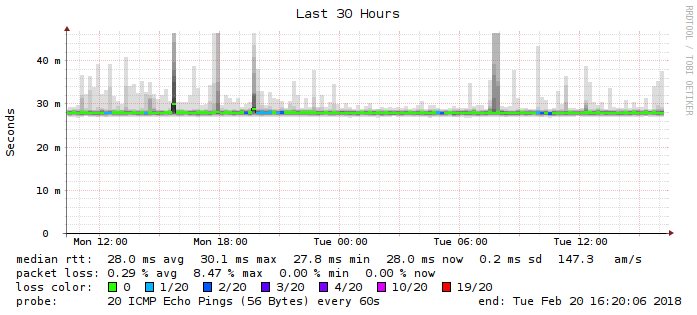 Last 30 Hours
RRDTOOL / TOBI OETIKER
Seconds
40 m
30 m
20 m
10 m
0
Mon 12:00 Mon 18:00 Tue 00:00 Tue 06:00 Tue 12:00
median rtt: 28.0 ms avg 30.1 ms max 27.8 ms min 28.0 ms now 0.2 ms sd 147.3 am/s
packet loss: 0.29 % avg 8.47 % max 0.00 % min 0.00 % now
loss color: 0 1/20 2/20 3/20 4/20 10/20 19/20
probe: 20 ICMP Echo Pings (56 Bytes) every 60s end: Tue Feb 20 16:20:06 2018